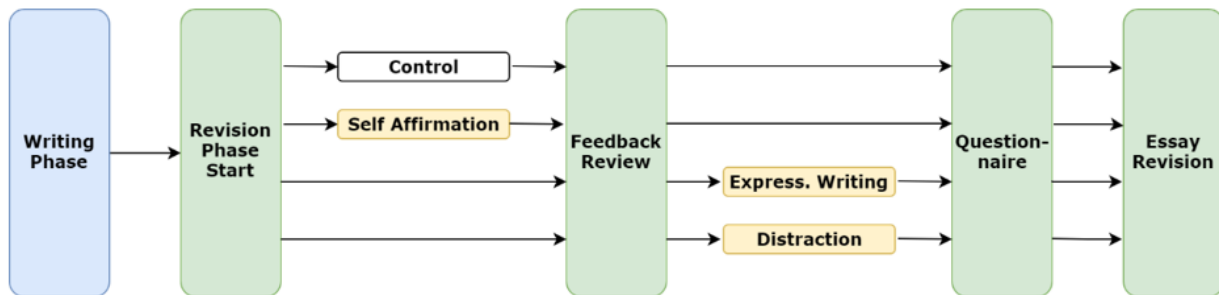 Writing
Phase
Revision
Phase
Start
Control
Self Affirmation
Feedback
Review
Express. Writing
Distraction
Question-
naire
Essay
Revision